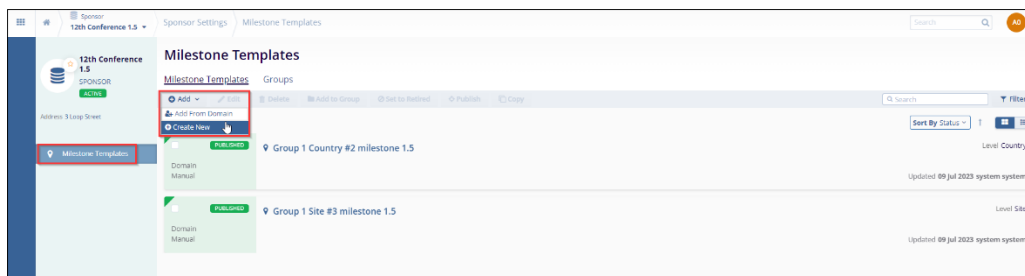 Sponsor
12th Conference 1.5
Sponsor Settings
Milestone Templates
Search
AO
12th Conference
1.5
SPONSOR
ACTIVE
Address: 3 Loop Street
Milestone Templates
Milestone Templates
Milestone Templates
Groups
Add
Edit
Delete
Add to Group
Set to Retired
Publish
Copy
Search
Filter
Add From Domain
Create New
Sort By Status
PUBLISHED
Group 1 Country #2 milestone 1.5
Level Country
Domain
Manual
Updated 09 Jul 2023 system system
PUBLISHED
Group 1 Site #3 milestone 1.5
Level Site
Domain
Manual
Updated 09 Jul 2023 system system